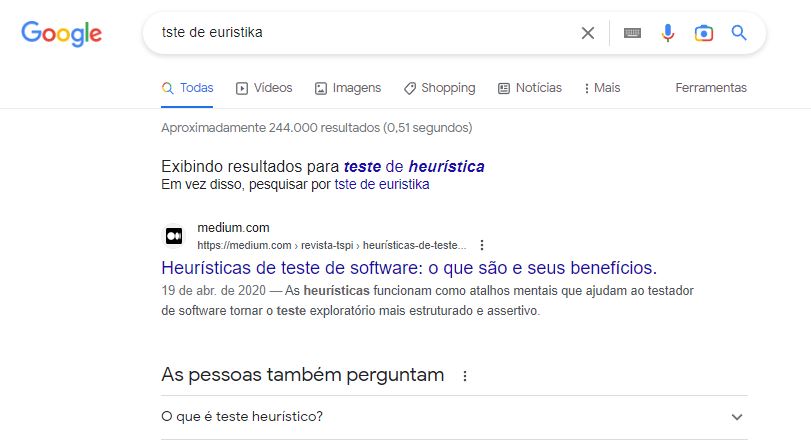 Google
tste de euristika
Todas
Vídeos
Imagens
Shopping
Notícias
Mais
Ferramentas
Aproximadamente 244.000 resultados (0,51 segundos)
Exibindo resultados para teste de heurística
Em vez disso, pesquisar por tste de euristika
medium.com
https://medium.com › revista-tspi › heurísticas-de-teste...
Heurísticas de teste de software: o que são e seus benefícios.
19 de abr. de 2020 — As heurísticas funcionam como atalhos mentais que ajudam ao testador
de software tornar o teste exploratório mais estruturado e assertivo.
As pessoas também perguntam
O que é teste heurístico?